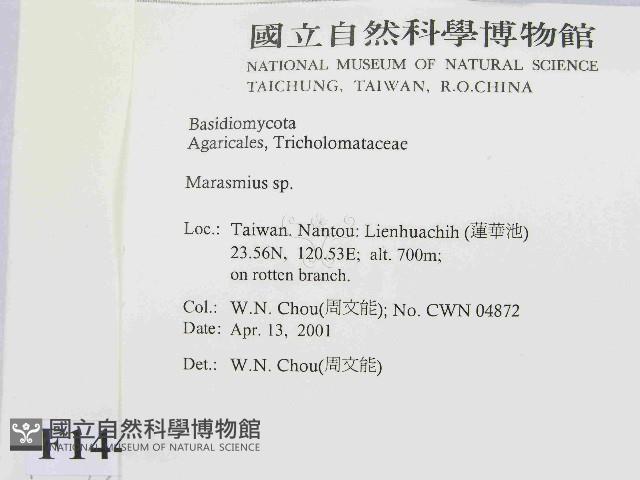 國立自然科學博物館
NATIONAL MUSEUM OF NATURAL SCIENCE
TAICHUNG, TAIWAN, R.O.CHINA
Basidiomycota
Agaricales, Tricholomataceae
Marasmius sp.
Loc.: Taiwan. Nantou: Lienhuachih (蓮華池)
23.56N, 120.53E; alt. 700m;
on rotten branch.
Col.: W.N. Chou(周文能); No. CWN 04872
Date: Apr. 13, 2001
Det.: W.N. Chou(周文能)
國立自然科學博物館
NATIONAL MUSEUM OF NATURAL SCIENCE
F14